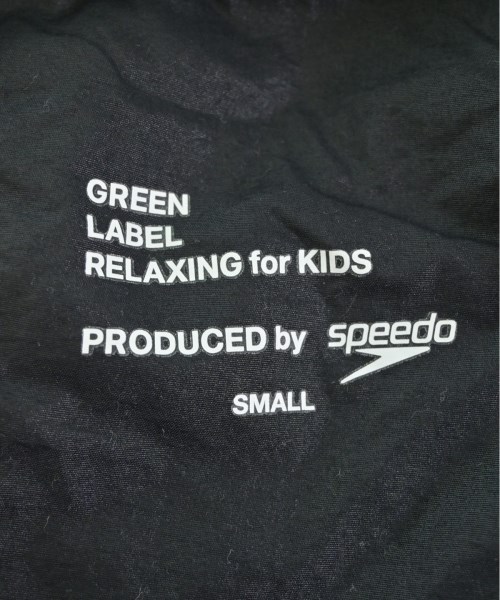 GREEN
LABEL
RELAXING for KIDS
PRODUCED by speedo
SMALL